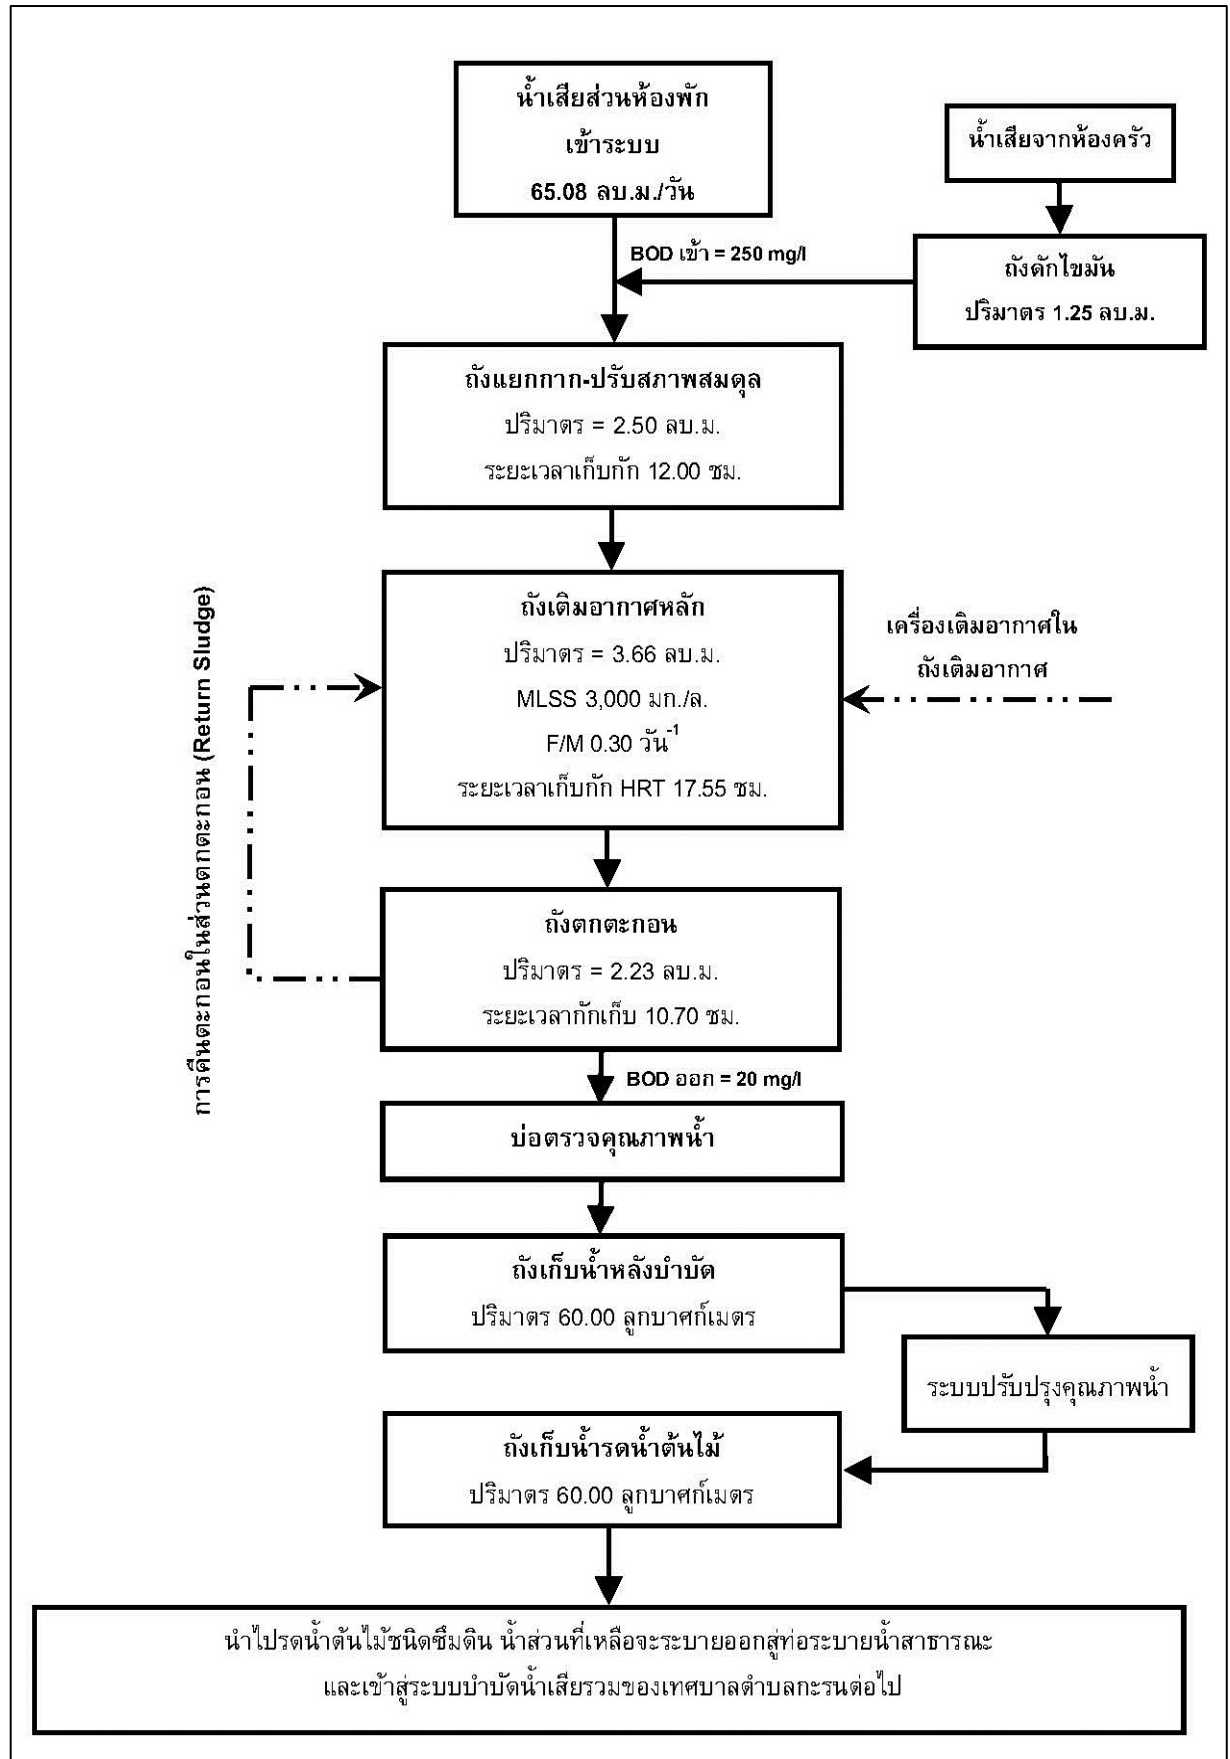 น้ำเสียส่วนห้องพัก
เข้าระบบ
65.08 ลบ.ม./วัน
น้ำเสียจากห้องครัว
BOD เข้า = 250 mg/l
ถังดักไขมัน
ปริมาตร 1.25 ลบ.ม.
ถังแยกกาก-ปรับสภาพสมดุล
ปริมาตร = 2.50 ลบ.ม.
ระยะเวลาเก็บกัก 12.00 ชม.
ถังเติมอากาศหลัก
ปริมาตร = 3.66 ลบ.ม.
MLSS 3,000 มก./ล.
F/M 0.30 วัน⁻¹
ระยะเวลาเก็บกัก HRT 17.55 ชม.
เครื่องเติมอากาศใน
ถังเติมอากาศ
การคืนตะกอนในส่วนตกตะกอน (Return Sludge)
ถังตกตะกอน
ปริมาตร = 2.23 ลบ.ม.
ระยะเวลากักเก็บ 10.70 ชม.
BOD ออก = 20 mg/l
บ่อตรวจคุณภาพน้ำ
ถังเก็บน้ำหลังบำบัด
ปริมาตร 60.00 ลูกบาศก์เมตร
ระบบปรับปรุงคุณภาพน้ำ
ถังเก็บน้ำรดน้ำต้นไม้
ปริมาตร 60.00 ลูกบาศก์เมตร
นำไปรดน้ำต้นไม้ชนิดซึมดิน น้ำส่วนที่เหลือจะระบายออกสู่ท่อระบายน้ำสาธารณะ
และเข้าสู่ระบบบำบัดน้ำเสียรวมของเทศบาลตำบลกะรนต่อไป